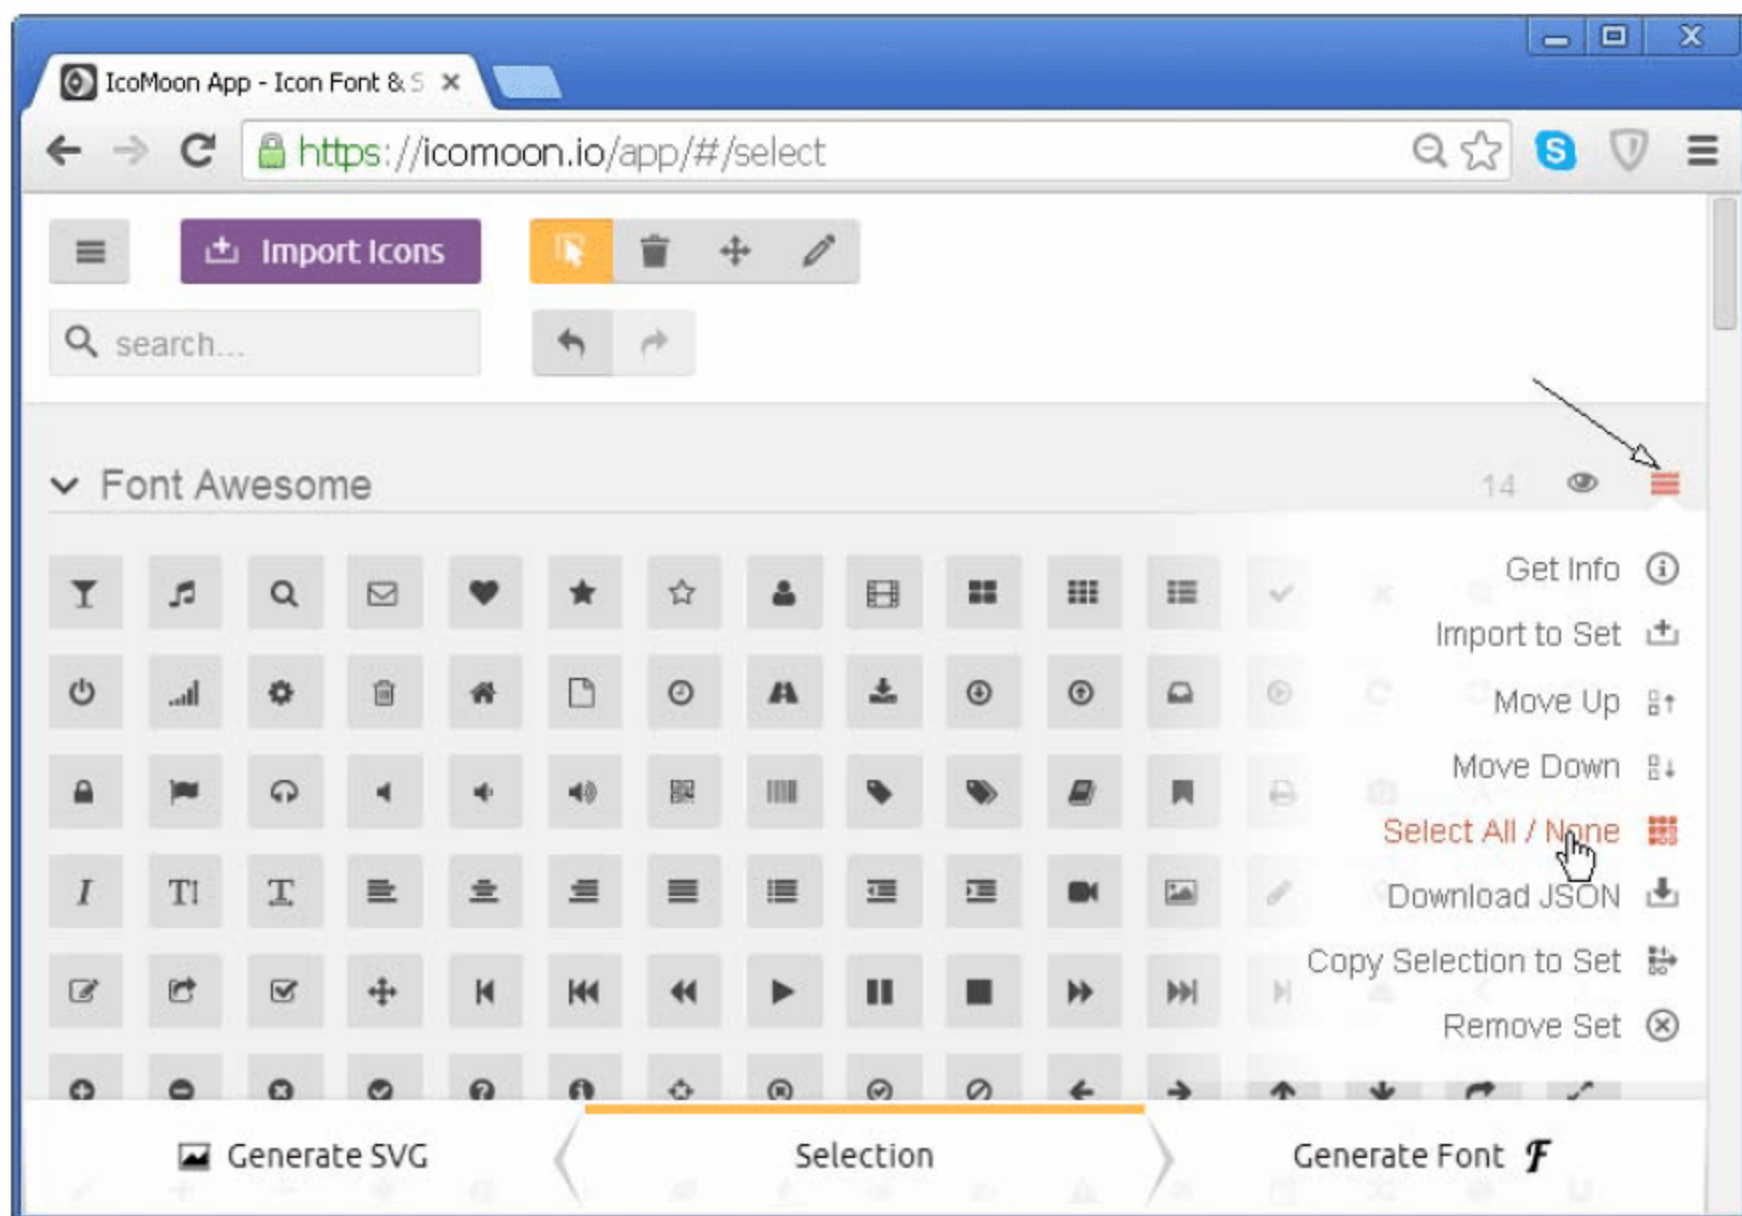 IcoMoon App - Icon Font & S
https://icomoon.io/app/#/select
Import Icons
search...
Font Awesome
14
Get Info
Import to Set
Move Up
Move Down
Select All / None
Download JSON
Copy Selection to Set
Remove Set
Generate SVG
Selection
Generate Font